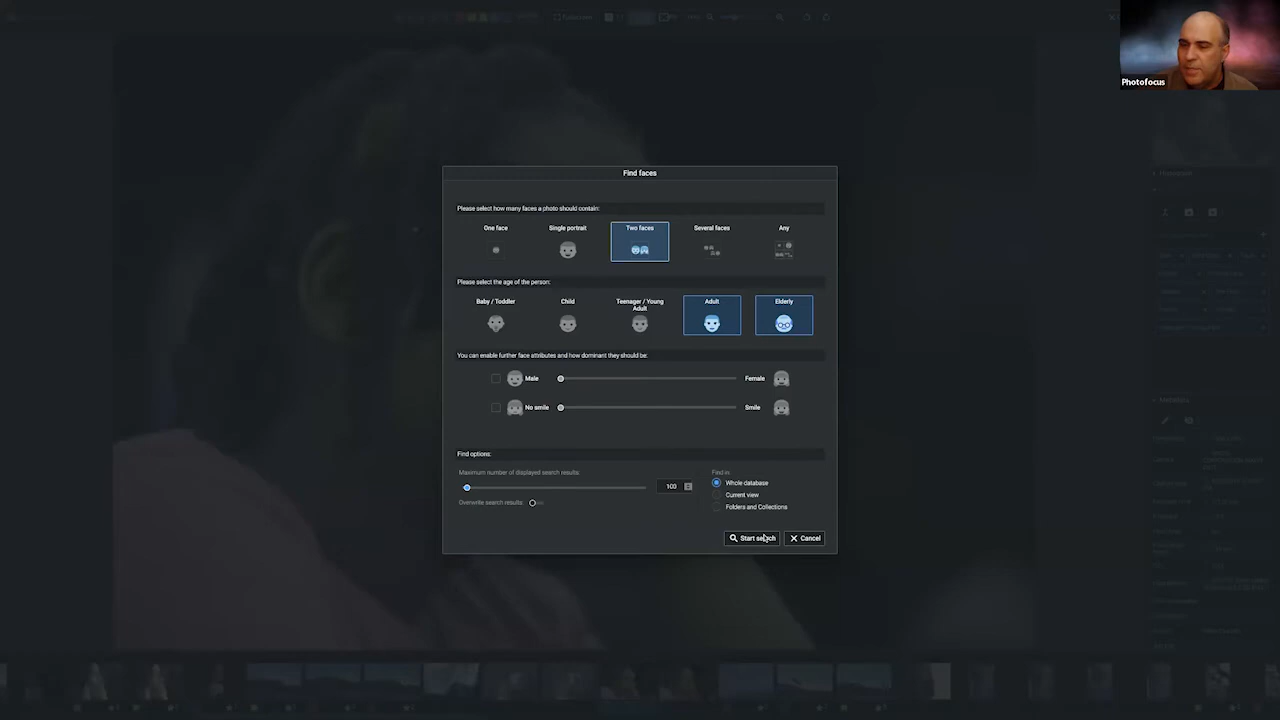 Fullscreen
Photofocus
Find faces
Please select how many faces a photo should contain:
One face
Single portrait
Two faces
Several faces
Any
Please select the age of the person:
Baby / Toddler
Child
Teenager / Young Adult
Adult
Elderly
You can enable further face attributes and how dominant they should be:
Male
Female
No smile
Smile
Find options:
Maximum number of displayed search results:
100
Overwrite search results:
Find in:
Whole database
Current view
Folders and Collections
Start search
Cancel